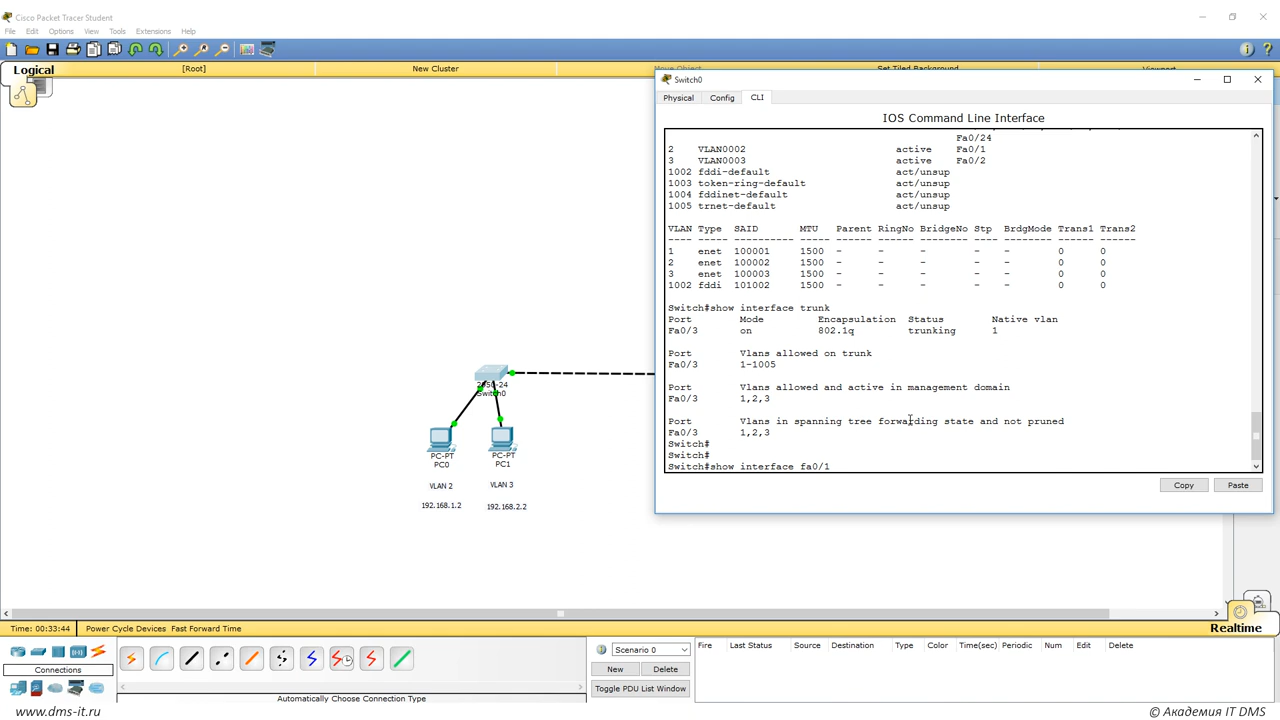 Cisco Packet Tracer Student
File Edit Options View Tools Extensions Help
Logical [Root] New Cluster Move Object Set Tiled Background Viewport
Switch0
Physical Config CLI
IOS Command Line Interface
Fa0/24
2 VLAN0002 active Fa0/1
3 VLAN0003 active Fa0/2
1002 fddi-default act/unsup
1003 token-ring-default act/unsup
1004 fddinet-default act/unsup
1005 trnet-default act/unsup
VLAN Type SAID MTU Parent RingNo BridgeNo Stp BrdgMode Trans1 Trans2
---- ----- ---------- ----- ------ ------ -------- ---- -------- ------ ------
1 enet 100001 1500 - - - - - 0 0
2 enet 100002 1500 - - - - - 0 0
3 enet 100003 1500 - - - - - 0 0
1002 fddi 101002 1500 - - - - - 0 0
Switch#show interface trunk
Port Mode Encapsulation Status Native vlan
Fa0/3 on 802.1q trunking 1
Port Vlans allowed on trunk
Fa0/3 1-1005
Port Vlans allowed and active in management domain
Fa0/3 1,2,3
Port Vlans in spanning tree forwarding state and not pruned
Fa0/3 1,2,3
Switch#
Switch#
Switch#show interface fa0/1
Copy Paste
2950-24
Switch0
PC-PT
PC0
PC-PT
PC1
VLAN 2
VLAN 3
192.168.1.2
192.168.2.2
Realtime
Time: 00:33:44 Power Cycle Devices Fast Forward Time
Connections
Automatically Choose Connection Type
Scenario 0
New Delete
Toggle PDU List Window
Fire Last Status Source Destination Type Color Time(sec) Periodic Num Edit Delete
www.dms-it.ru
© Академия IT DMS